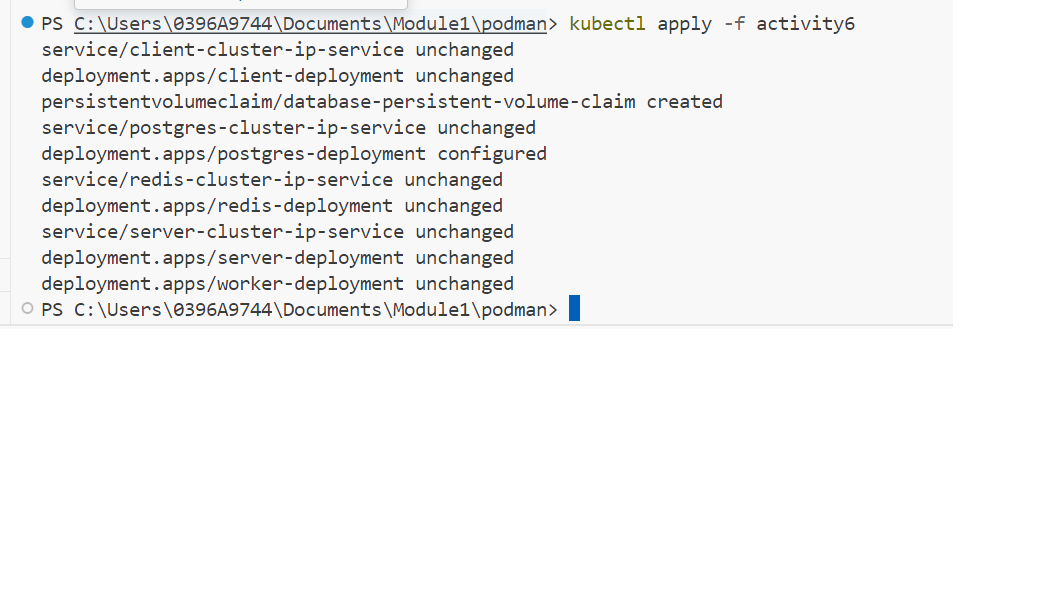 PS C:\Users\0396A9744\Documents\Module1\podman> kubectl apply -f activity6
service/client-cluster-ip-service unchanged
deployment.apps/client-deployment unchanged
persistentvolumeclaim/database-persistent-volume-claim created
service/postgres-cluster-ip-service unchanged
deployment.apps/postgres-deployment configured
service/redis-cluster-ip-service unchanged
deployment.apps/redis-deployment unchanged
service/server-cluster-ip-service unchanged
deployment.apps/server-deployment unchanged
deployment.apps/worker-deployment unchanged
PS C:\Users\0396A9744\Documents\Module1\podman>